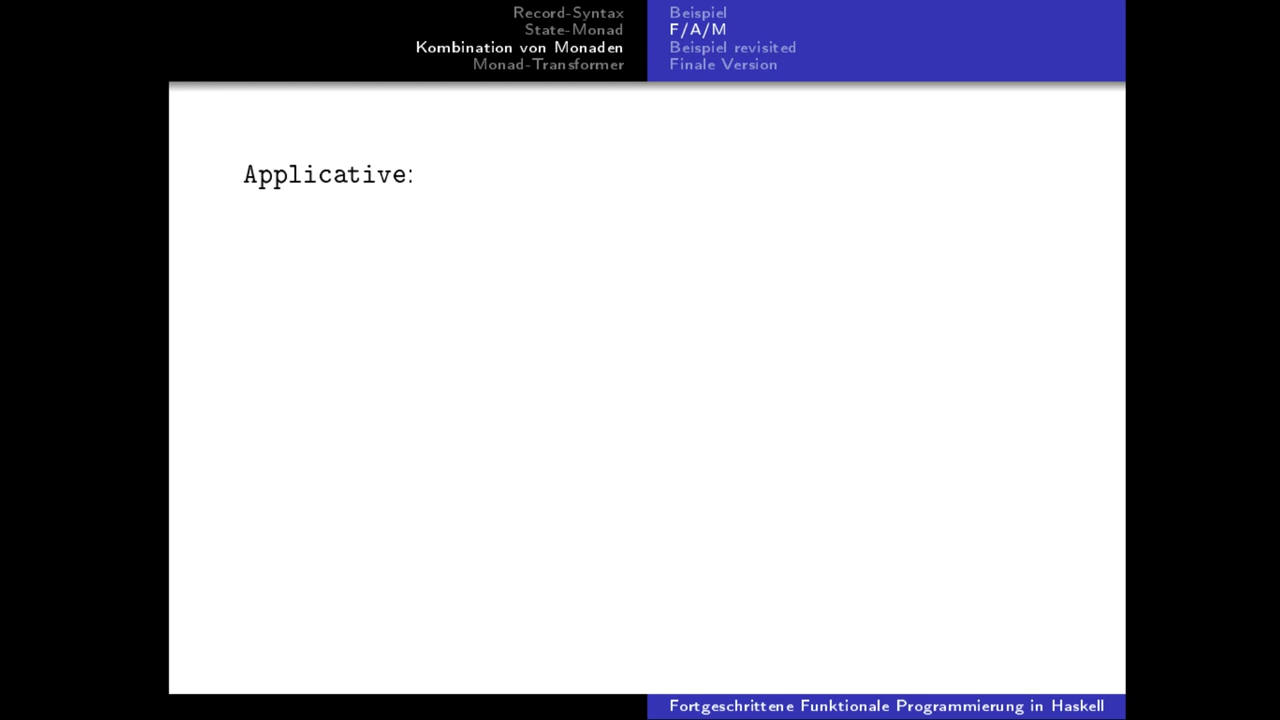 Record-Syntax
State-Monad
Kombination von Monaden
Monad-Transformer
Beispiel
F/A/M
Beispiel revisited
Finale Version
Applicative:
Fortgeschrittene Funktionale Programmierung in Haskell